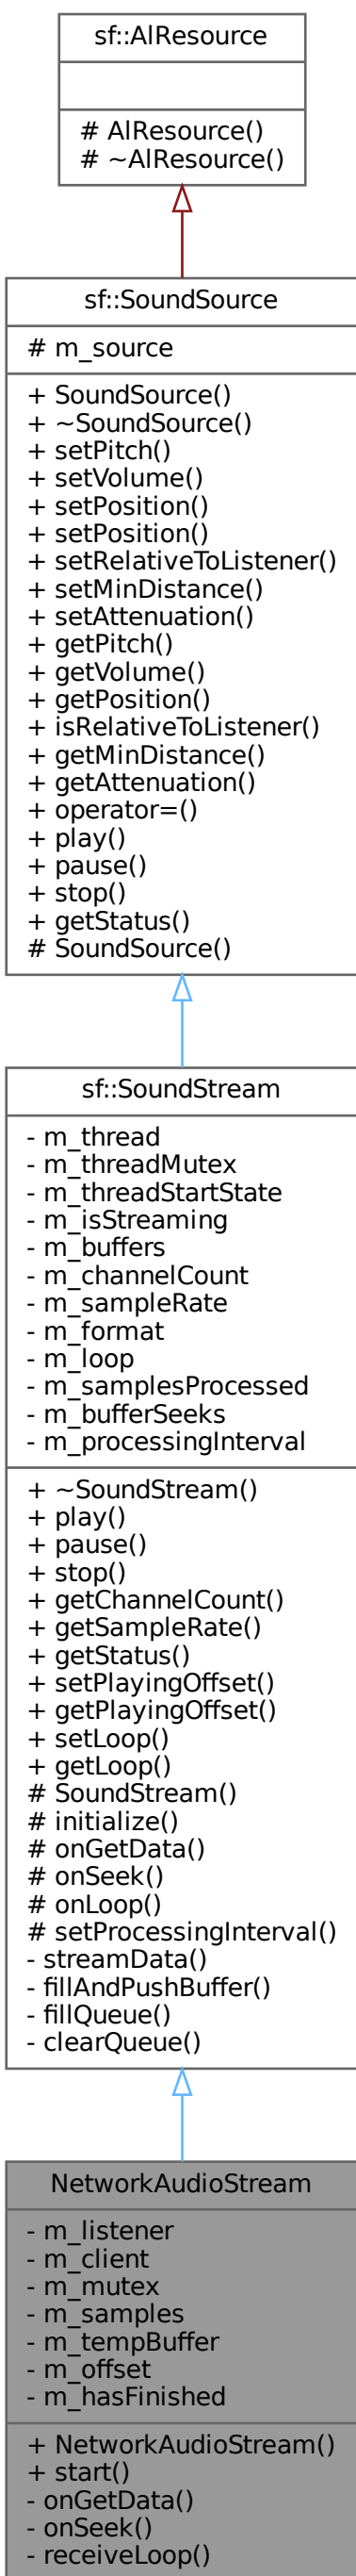 sf::AlResource
# AlResource()
# ~AlResource()
sf::SoundSource
# m_source
+ SoundSource()
+ ~SoundSource()
+ setPitch()
+ setVolume()
+ setPosition()
+ setPosition()
+ setRelativeToListener()
+ setMinDistance()
+ setAttenuation()
+ getPitch()
+ getVolume()
+ getPosition()
+ isRelativeToListener()
+ getMinDistance()
+ getAttenuation()
+ operator=()
+ play()
+ pause()
+ stop()
+ getStatus()
# SoundSource()
sf::SoundStream
- m_thread
- m_threadMutex
- m_threadStartState
- m_isStreaming
- m_buffers
- m_channelCount
- m_sampleRate
- m_format
- m_loop
- m_samplesProcessed
- m_bufferSeeks
- m_processingInterval
+ ~SoundStream()
+ play()
+ pause()
+ stop()
+ getChannelCount()
+ getSampleRate()
+ getStatus()
+ setPlayingOffset()
+ getPlayingOffset()
+ setLoop()
+ getLoop()
# SoundStream()
# initialize()
# onGetData()
# onSeek()
# onLoop()
# setProcessingInterval()
- streamData()
- fillAndPushBuffer()
- fillQueue()
- clearQueue()
NetworkAudioStream
- m_listener
- m_client
- m_mutex
- m_samples
- m_tempBuffer
- m_offset
- m_hasFinished
+ NetworkAudioStream()
+ start()
- onGetData()
- onSeek()
- receiveLoop()